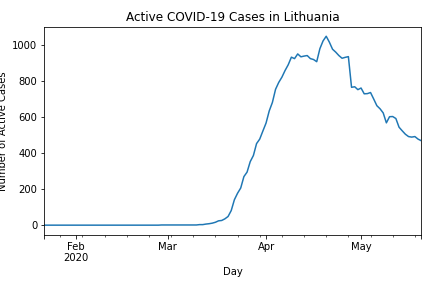 Active COVID-19 Cases in Lithuania
Number of Active Cases
1000
800
600
400
200
0
Feb
2020
Mar
Apr
May
Day